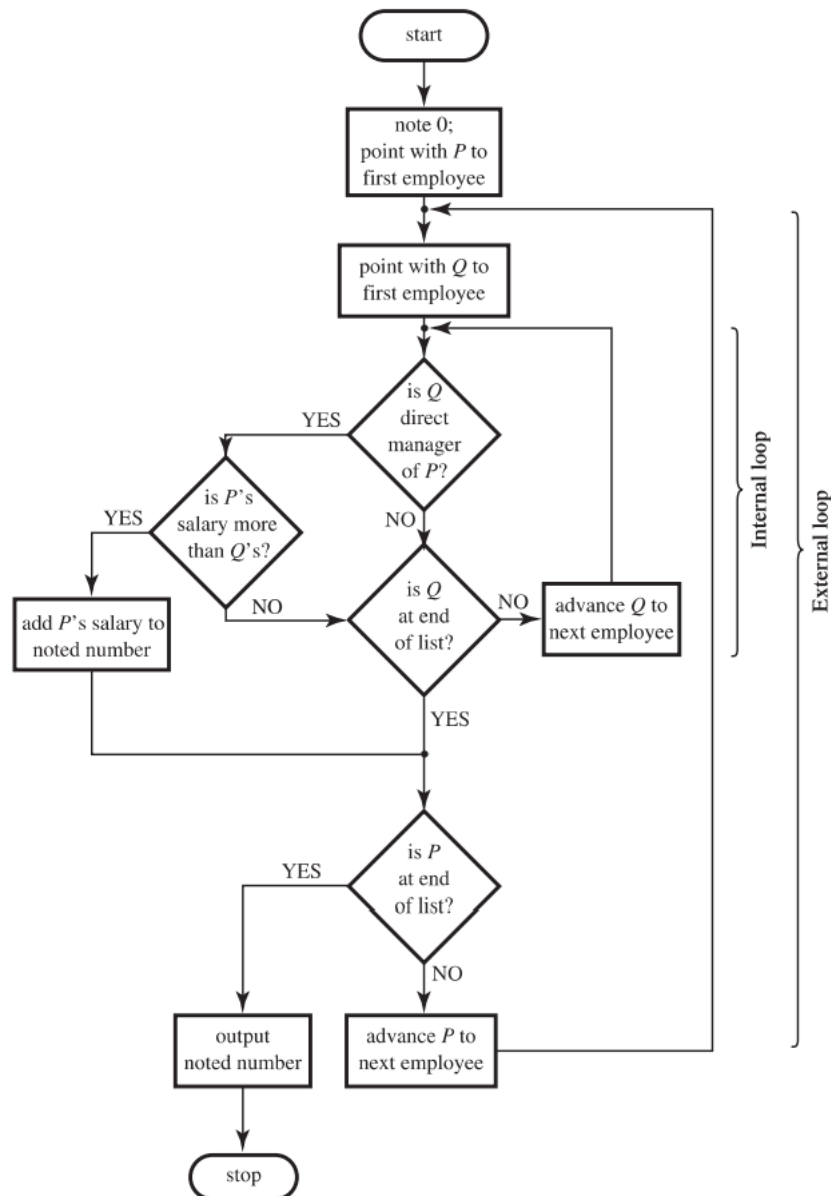 start
note 0;
point with P to
first employee
point with Q to
first employee
is Q
direct
manager
of P?
YES
NO
is P's
salary more
than Q's?
YES
NO
add P's salary to
noted number
is Q
at end
of list?
NO
YES
advance Q to
next employee
Internal loop
External loop
is P
at end
of list?
YES
NO
output
noted number
advance P to
next employee
stop